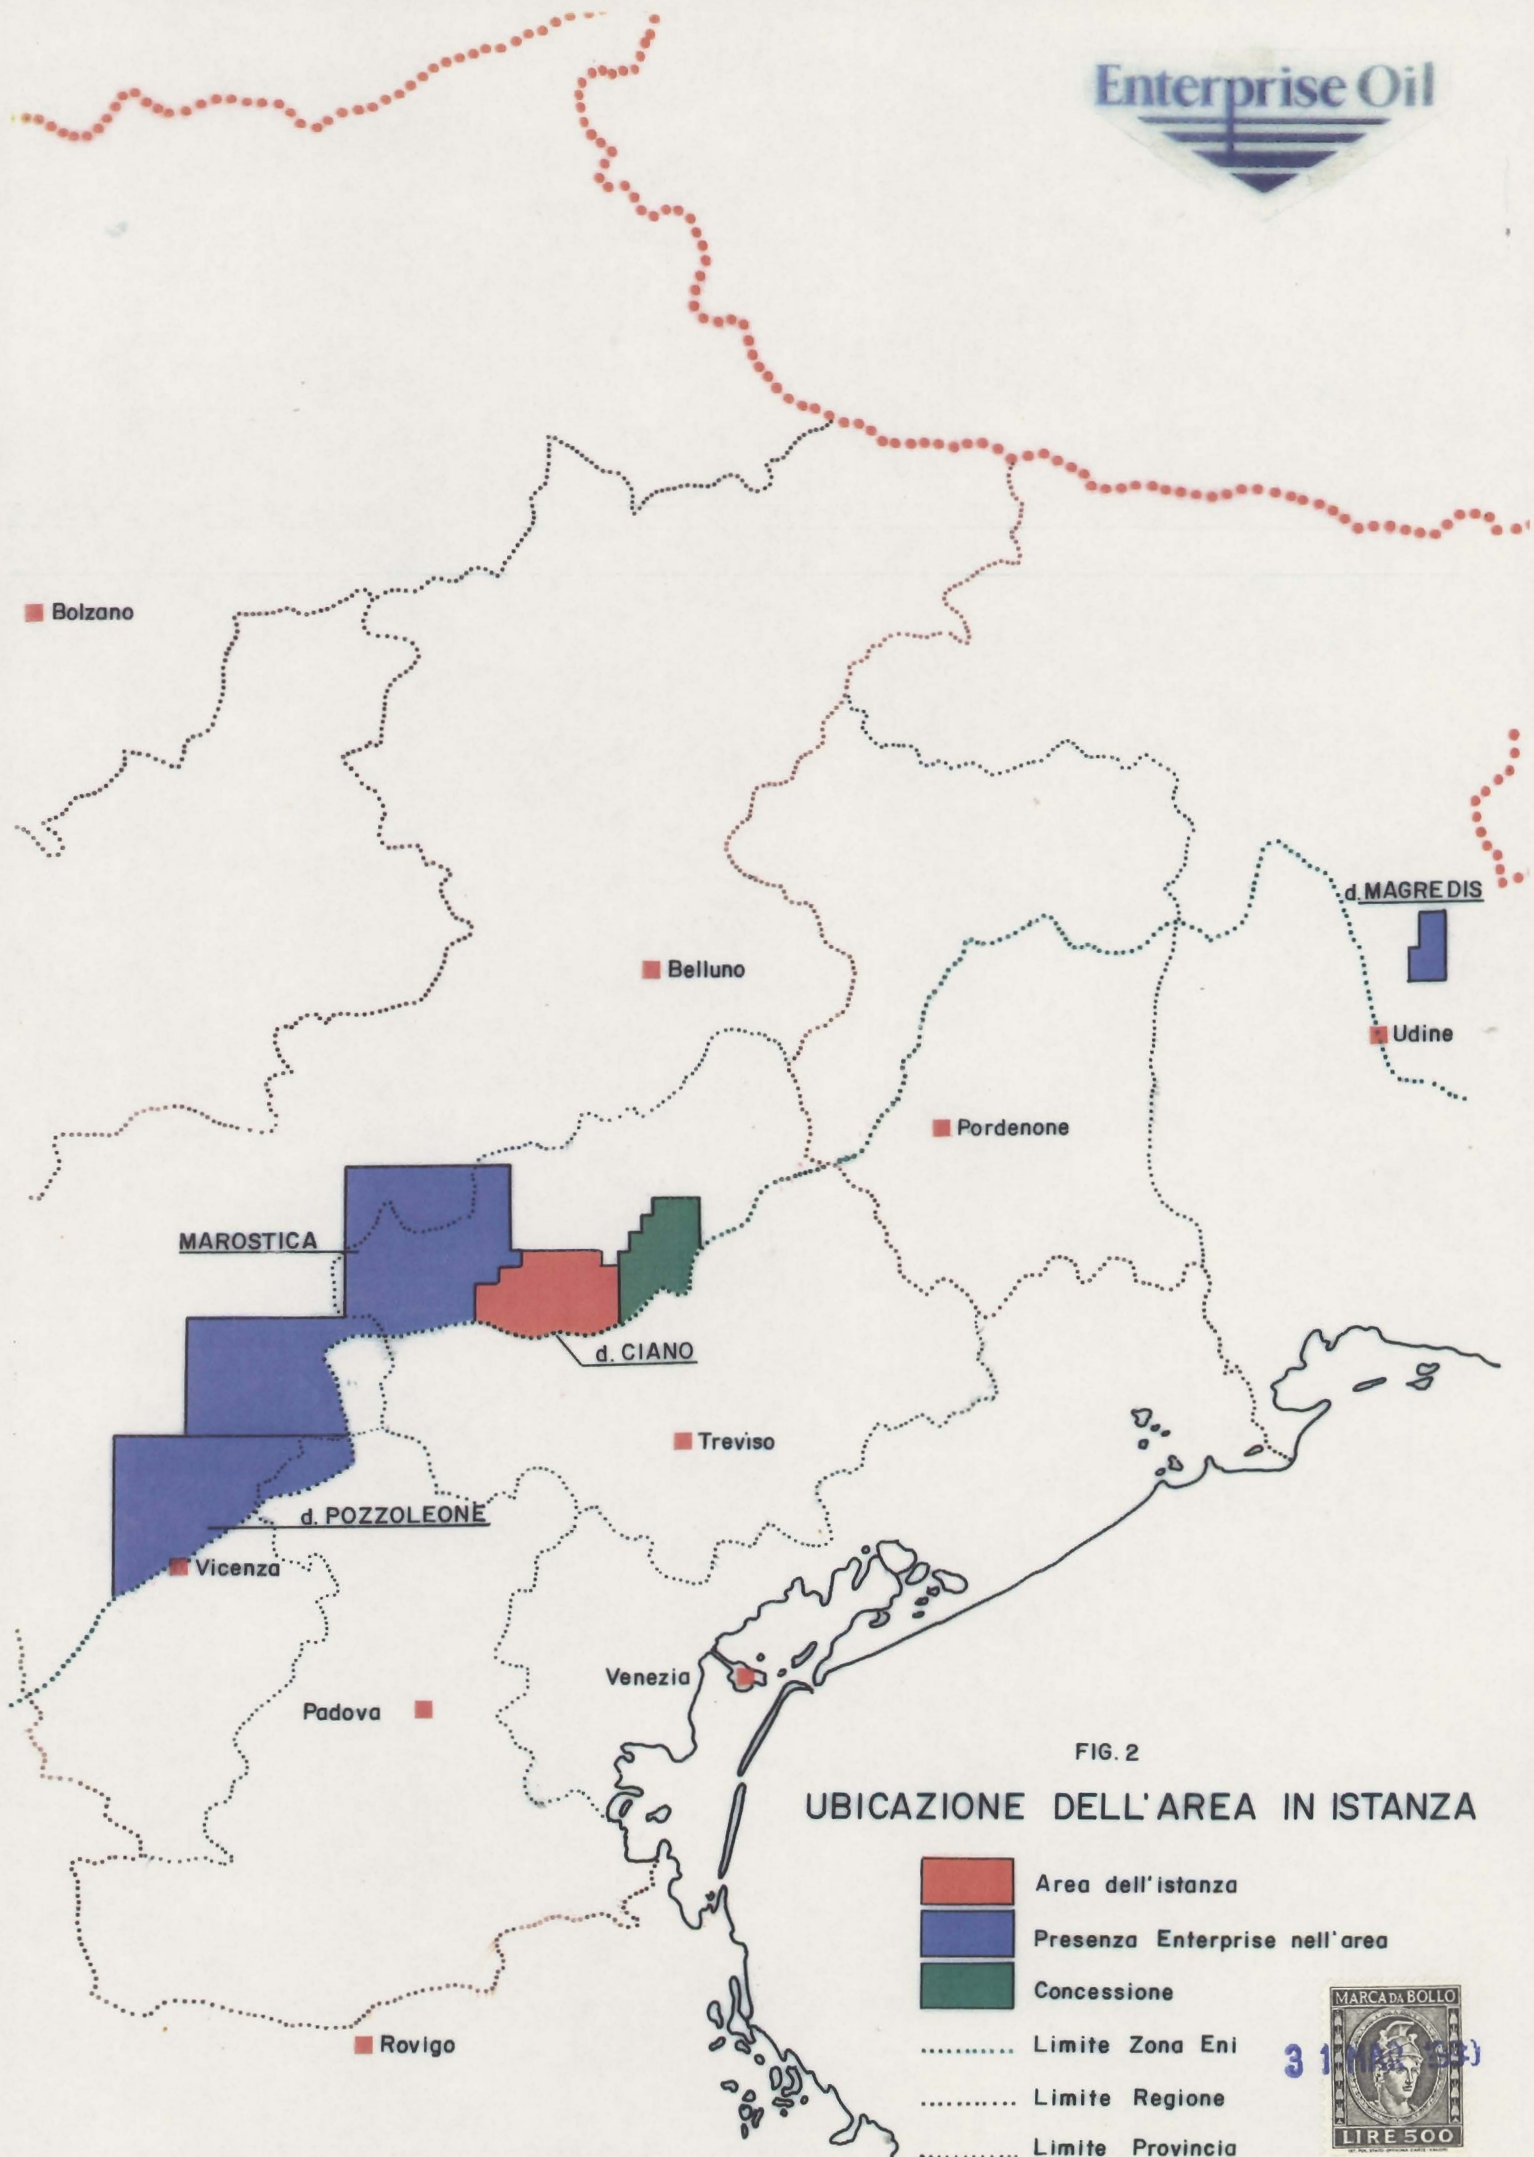 Enterprise Oil
Bolzano
d. MAGREDIS
Belluno
Udine
Pordenone
MAROSTICA
d. CIANO
Treviso
d. POZZOLEONE
Vicenza
Venezia
Padova
FIG. 2
UBICAZIONE DELL'AREA IN ISTANZA
Area dell'istanza
Presenza Enterprise nell'area
Concessione
MARCA DA BOLLO
Limite Zona Eni
31 MAR
Rovigo
Limite Regione
LIRE 500
Limite Provincia